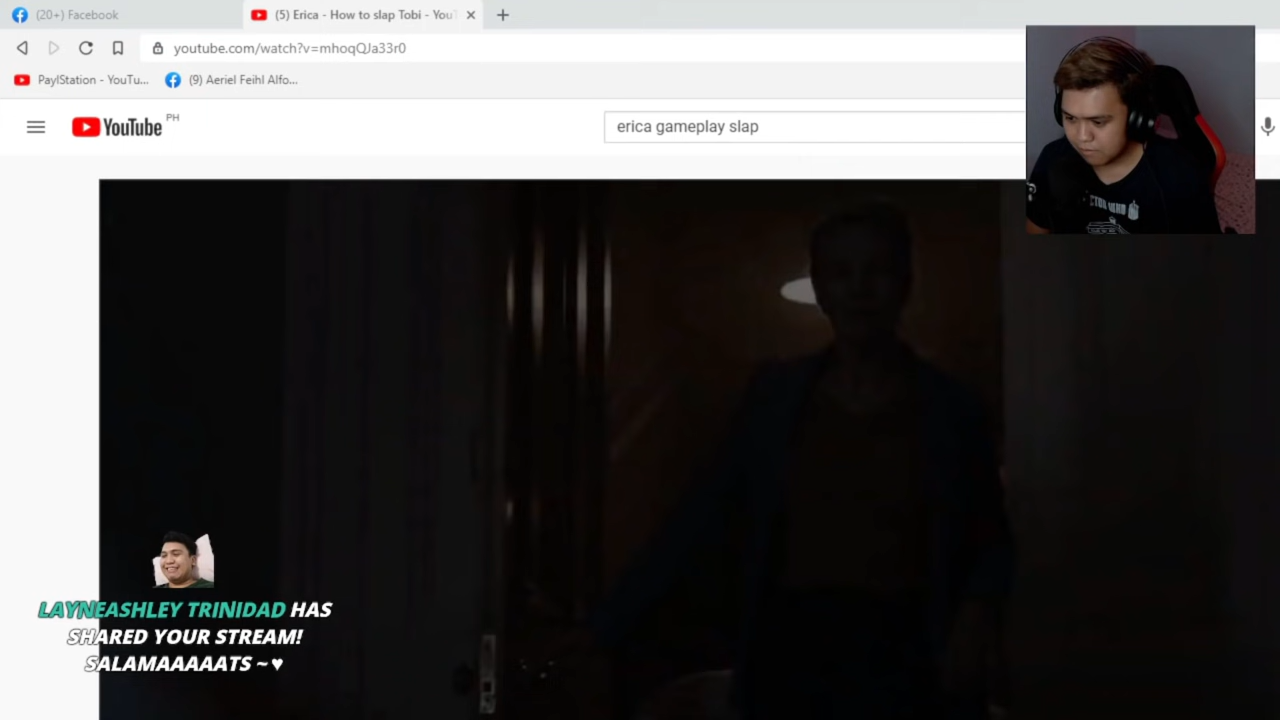 (20+) Facebook
(5) Erica - How to slap Tobi - You
youtube.com/watch?v=mhoqQJa33r0
PaylStation - YouTu...
(9) Aeriel Feihl Alfo...
YouTube PH
erica gameplay slap
LAYNEASHLEY TRINIDAD HAS
SHARED YOUR STREAM!
SALAMAAAAATS ~♥